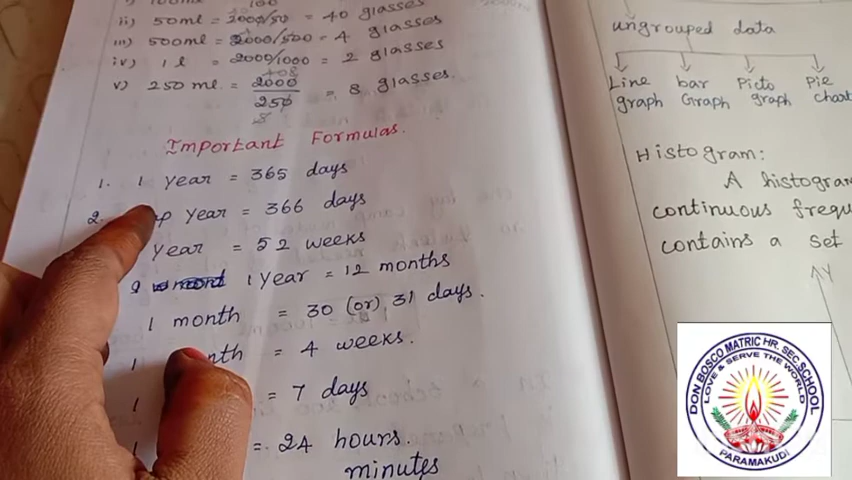 ii) 50ml = 2000/50 = 40 glasses
iii) 500ml = 2000/500 = 4 glasses
iv) 1l = 2000/1000 = 2 glasses
v) 250 ml = 2000
250 = 8 glasses.
Important Formulas.
1. 1 Year = 365 days
2. ap Year = 366 days
Year = 52 weeks
1 Year = 12 months
1 month = 30 (or) 31 days.
1 nth = 4 weeks.
1 = 7 days
1 = 24 hours
minutes
ungrouped data
Line bar Picto Pie
graph Graph graph chart
Histogram:
A histogram
continuous frequ
contains a set
Y
DON BOSCO MATRIC HR. SEC SCHOOL
LOVE & SERVE THE WORLD
PARAMAKUDI